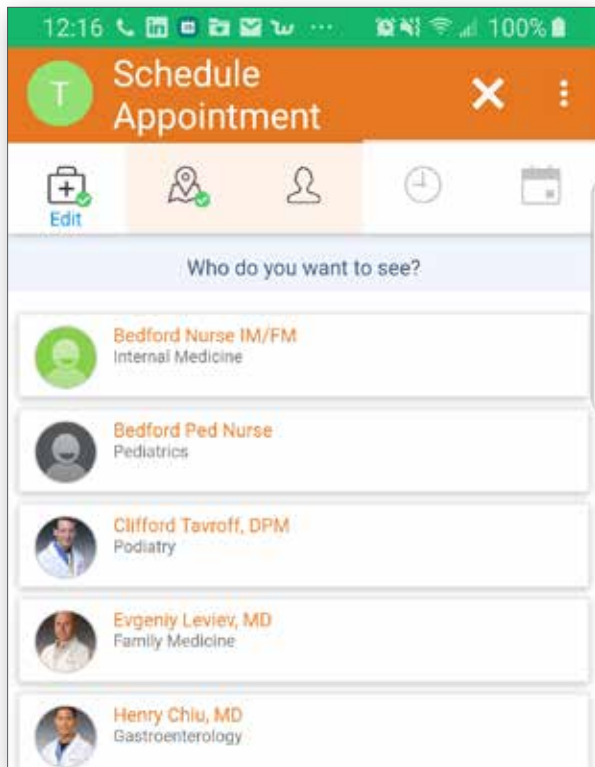 12:16 ... 100%
T
Schedule
Appointment
Edit
Who do you want to see?
Bedford Nurse IM/FM
Internal Medicine
Bedford Ped Nurse
Pediatrics
Clifford Tavroff, DPM
Podiatry
Evgeniy Leviev, MD
Family Medicine
Henry Chiu, MD
Gastroenterology